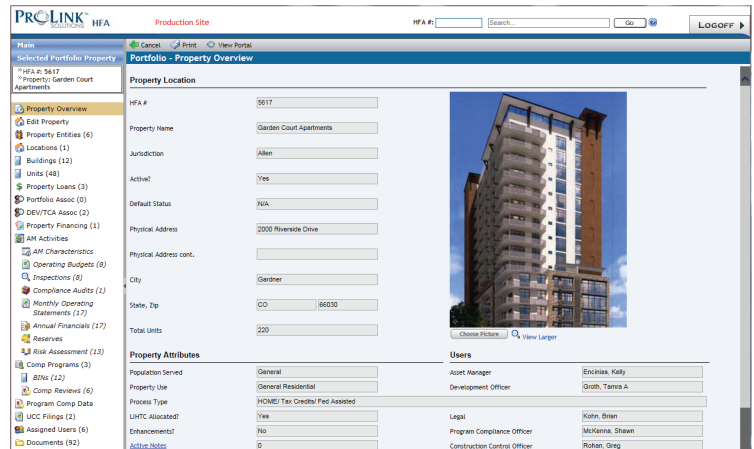 PROLINK HFA
SOLUTIONS
Production Site
HFA #:
Search...
Go
LOGOFF
Main
Cancel Print View Portal
Selected Portfolio Property
Portfolio - Property Overview
HFA #: 5617
Property: Garden Court
Apartments
Property Overview
Edit Property
Property Entities (6)
Locations (1)
Buildings (12)
Units (48)
Property Loans (3)
Portfolio Assoc (0)
DEV/TCA Assoc (2)
Property Financing (1)
AM Activities
AM Characteristics
Operating Budgets (8)
Inspections (8)
Compliance Audits (1)
Monthly Operating
Statements (17)
Annual Financials (17)
Reserves
Risk Assessment (13)
Comp Programs (3)
BINs (12)
Comp Reviews (6)
Program Comp Data
UCC Filings (2)
Assigned Users (6)
Documents (92)
Property Location
HFA # 5617
Property Name Garden Court Apartments
Jurisdiction Allen
Active? Yes
Default Status N/A
Physical Address 2000 Riverside Drive
Physical Address cont.
City Gardner
State, Zip CO 66030
Total Units 220
Choose Picture View Larger
Property Attributes
Population Served General
Property Use General Residential
Process Type HOME/ Tax Credits/ Fed Assisted
LIHTC Allocated? Yes
Enhancements? No
Active Notes 0
Users
Asset Manager Encinias, Kelly
Development Officer Groth, Tamra A
Legal Kohn, Brien
Program Compliance Officer McKenna, Shawn
Construction Control Officer Rohan, Greg